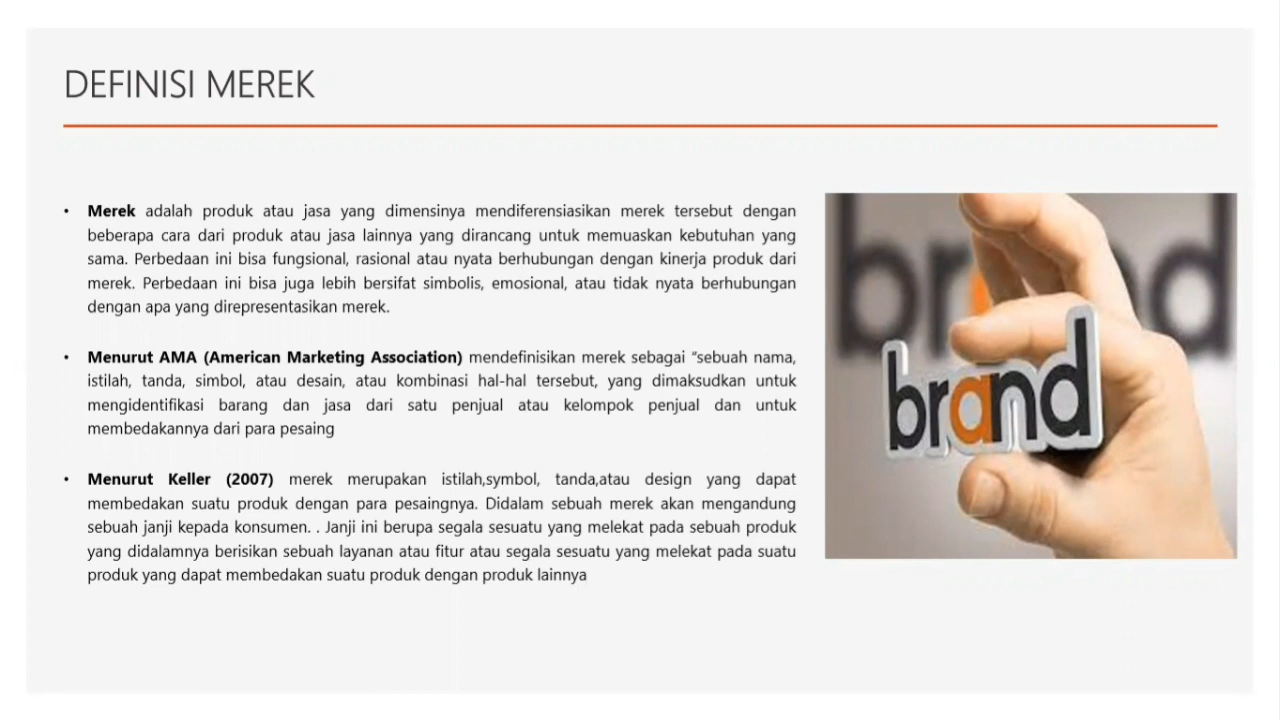 DEFINISI MEREK
• Merek adalah produk atau jasa yang dimensinya mendiferensiasikan merek tersebut dengan
beberapa cara dari produk atau jasa lainnya yang dirancang untuk memuaskan kebutuhan yang
sama. Perbedaan ini bisa fungsional, rasional atau nyata berhubungan dengan kinerja produk dari
merek. Perbedaan ini bisa juga lebih bersifat simbolis, emosional, atau tidak nyata berhubungan
dengan apa yang direpresentasikan merek.
• Menurut AMA (American Marketing Association) mendefinisikan merek sebagai “sebuah nama,
istilah, tanda, simbol, atau desain, atau kombinasi hal-hal tersebut, yang dimaksudkan untuk
mengidentifikasi barang dan jasa dari satu penjual atau kelompok penjual dan untuk
membedakannya dari para pesaing
• Menurut Keller (2007) merek merupakan istilah,symbol, tanda,atau design yang dapat
membedakan suatu produk dengan para pesaingnya. Didalam sebuah merek akan mengandung
sebuah janji kepada konsumen. . Janji ini berupa segala sesuatu yang melekat pada sebuah produk
yang didalamnya berisikan sebuah layanan atau fitur atau segala sesuatu yang melekat pada suatu
produk yang dapat membedakan suatu produk dengan produk lainnya
brand
brand